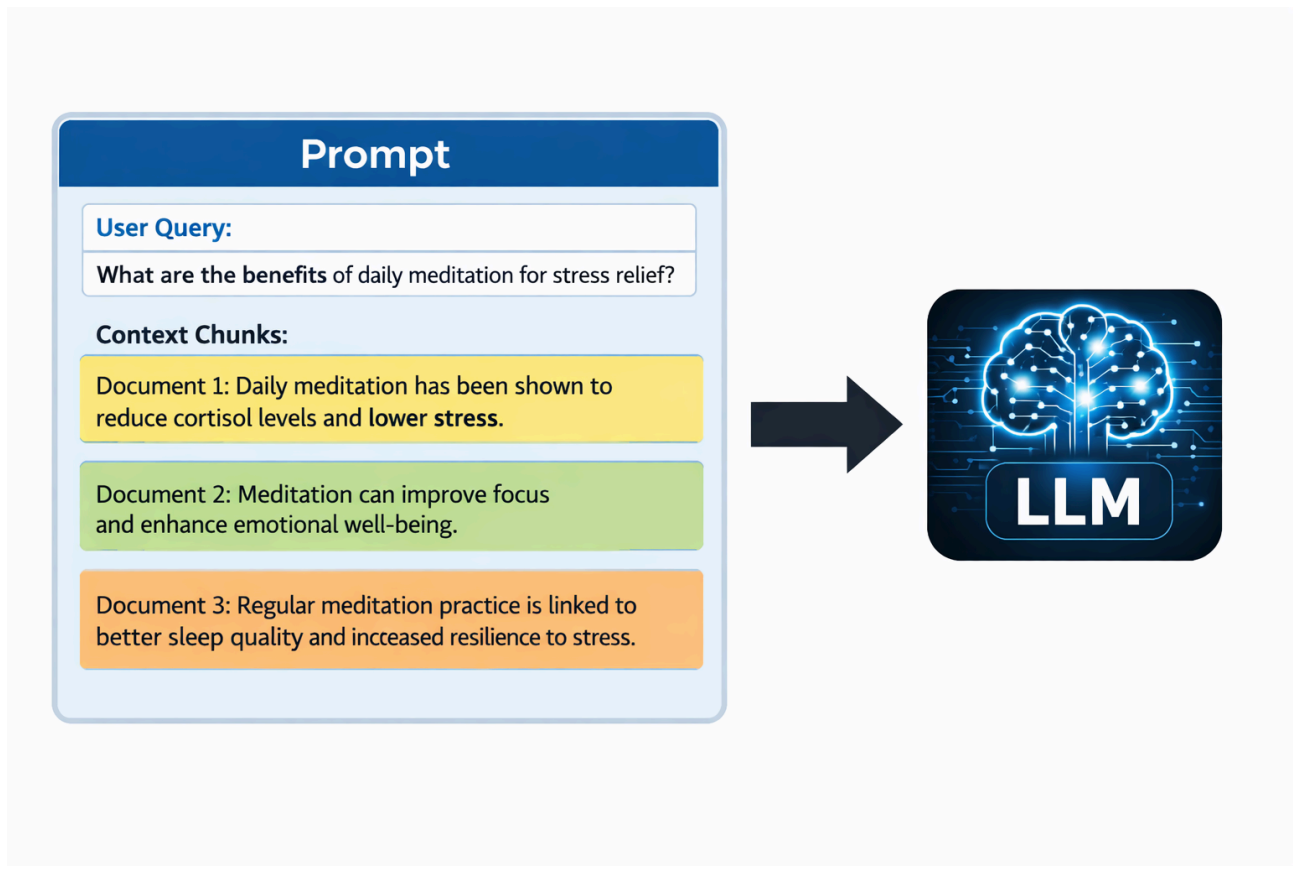 Prompt
User Query:
What are the benefits of daily meditation for stress relief?
Context Chunks:
Document 1: Daily meditation has been shown to
reduce cortisol levels and lower stress.
Document 2: Meditation can improve focus
and enhance emotional well-being.
Document 3: Regular meditation practice is linked to
better sleep quality and incceased resilience to stress.
LLM